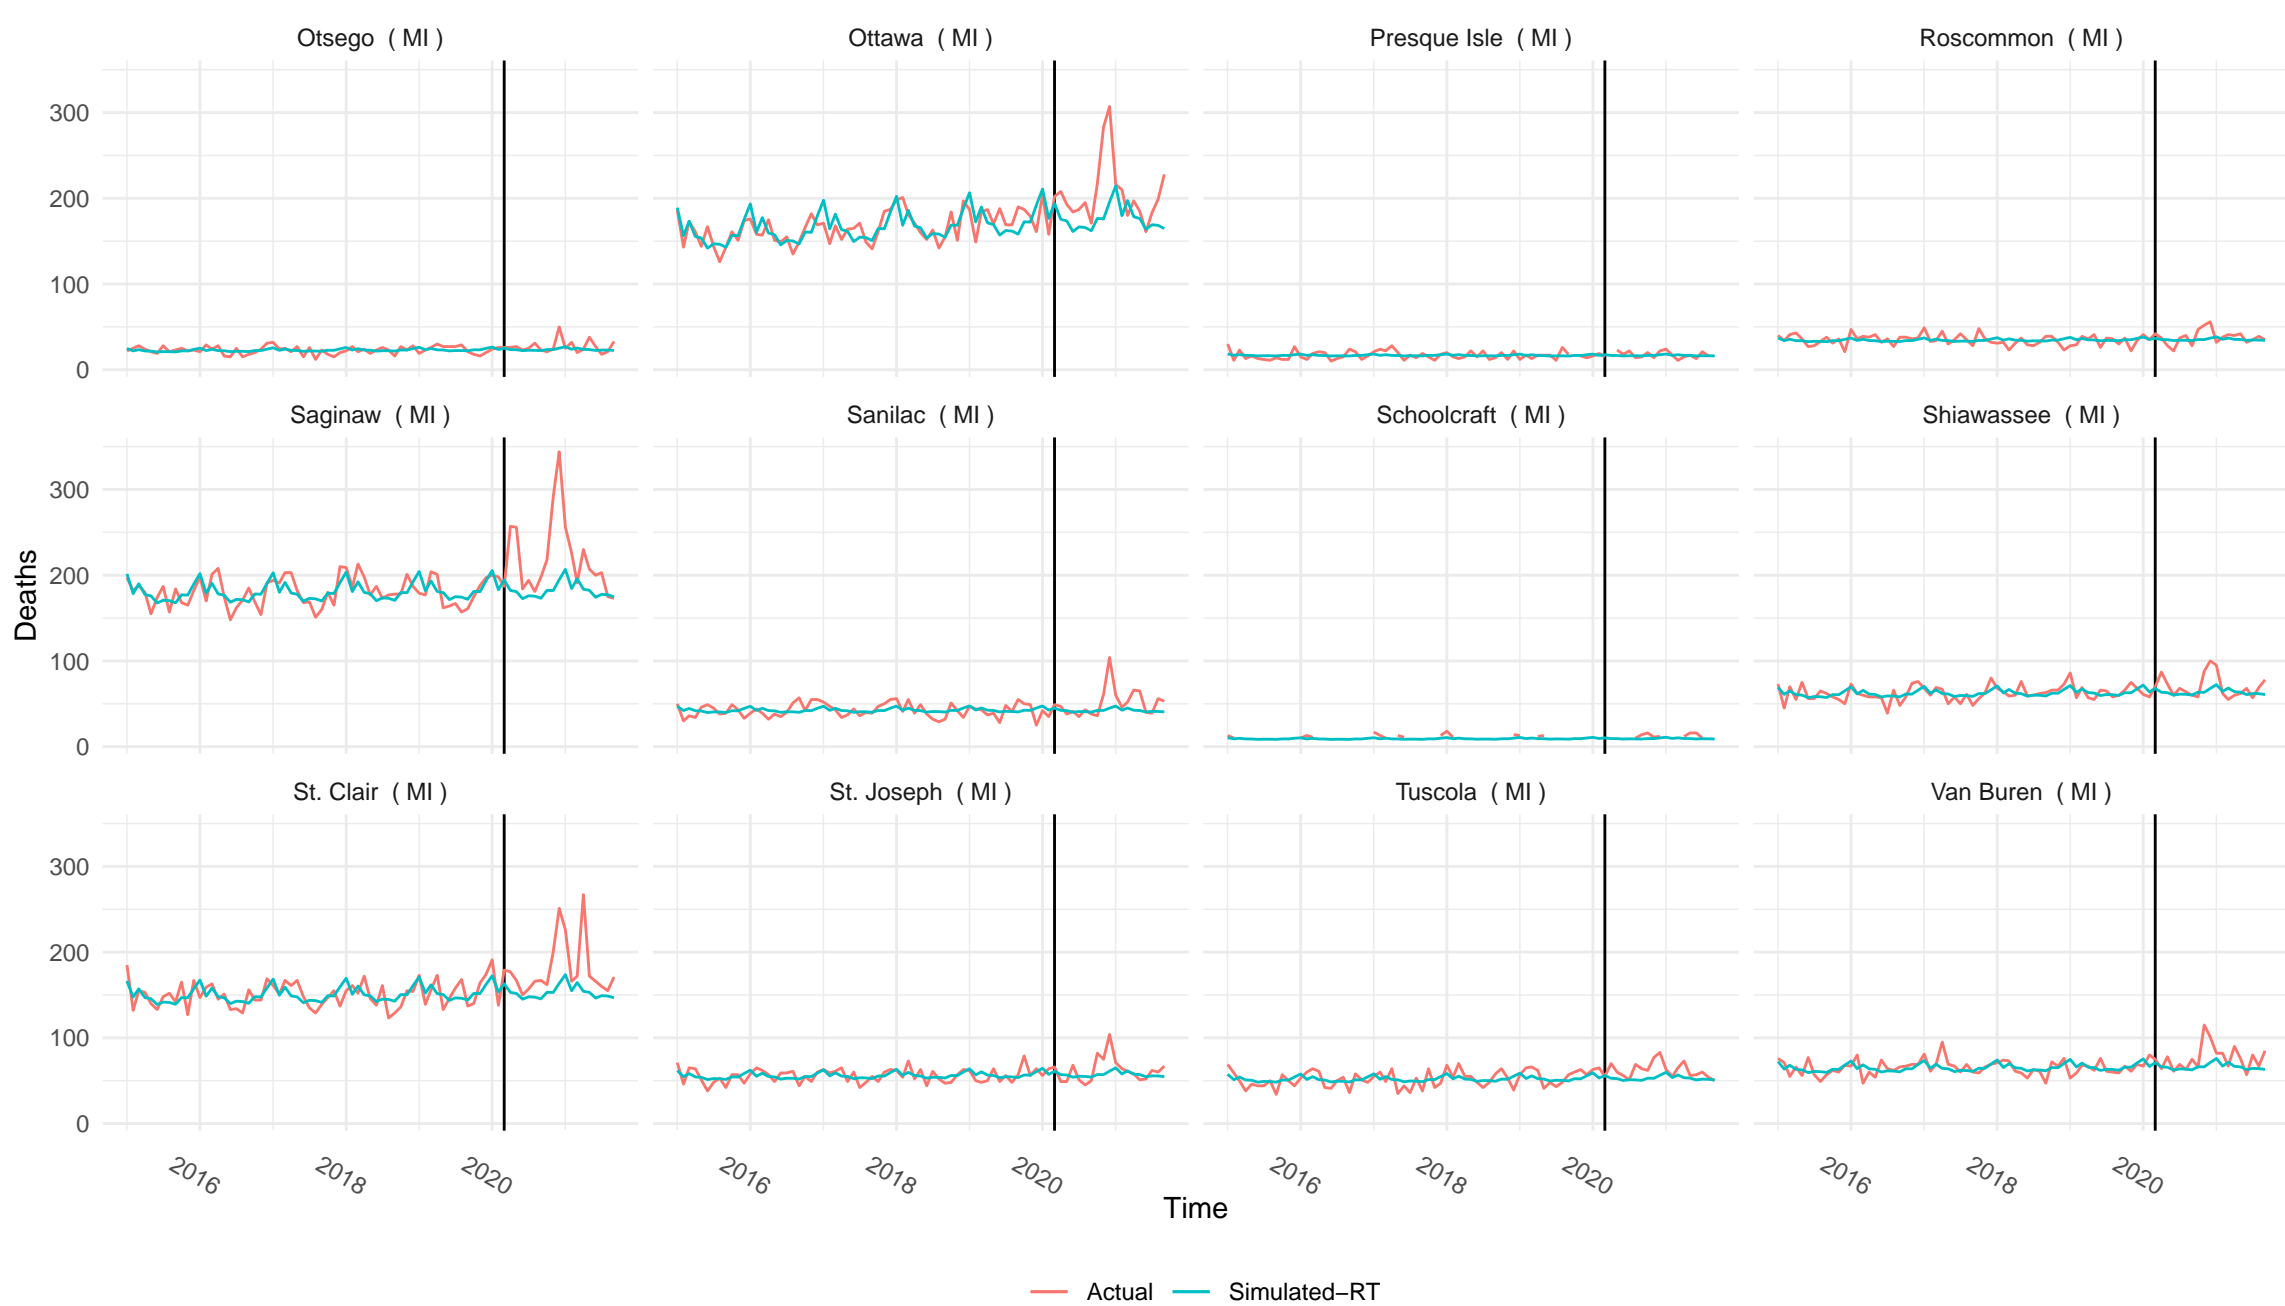 Otsego ( MI ) Ottawa ( MI ) Presque Isle ( MI ) Roscommon ( MI )
300
200
100
0
Saginaw ( MI ) Sanilac ( MI ) Schoolcraft ( MI ) Shiawassee ( MI )
300
200
100
0
Deaths
St. Clair ( MI ) St. Joseph ( MI ) Tuscola ( MI ) Van Buren ( MI )
300
200
100
0
2016 2018 2020 2016 2018 2020 2016 2018 2020 2016 2018 2020
Time
Actual Simulated−RT